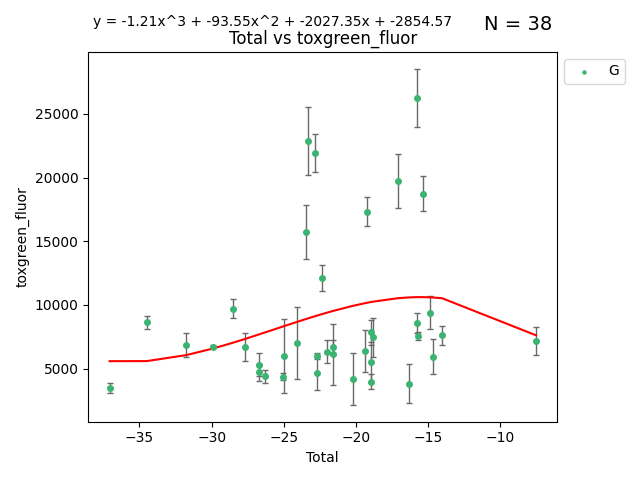 y = -1.21x^3 + -93.55x^2 + -2027.35x + -2854.57
N = 38
Total vs toxgreen_fluor
G
toxgreen_fluor
25000
20000
15000
10000
5000
−35
−30
−25
−20
−15
−10
Total